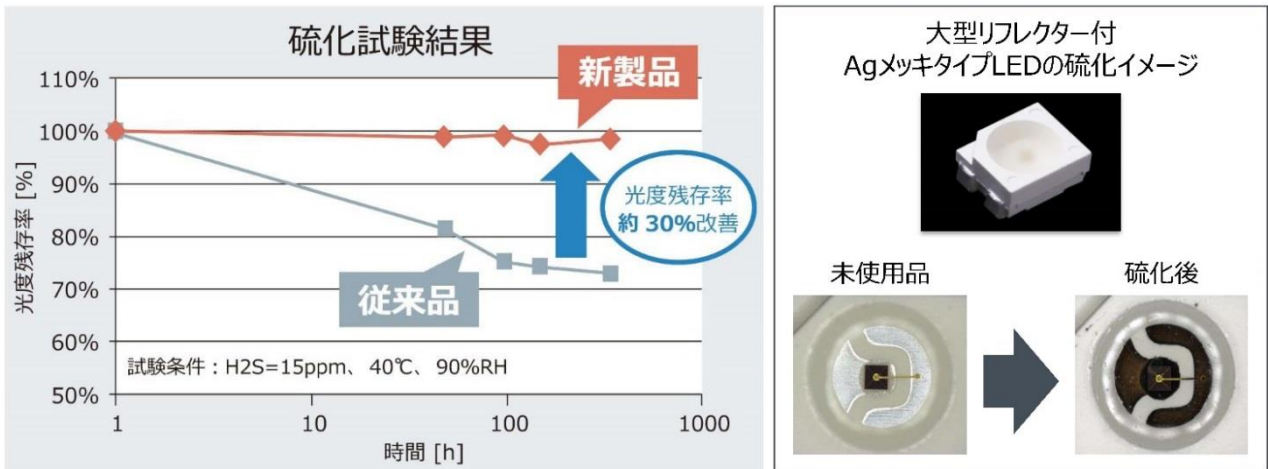 硫化試験結果
110%
100%
90%
80%
70%
60%
50%
光度残存率 [%]
新製品
光度残存率
約 30%改善
従来品
試験条件：H2S=15ppm、40℃、90%RH
1
10
100
1000
時間 [h]
大型リフレクター付
AgメッキタイプLEDの硫化イメージ
未使用品
硫化後